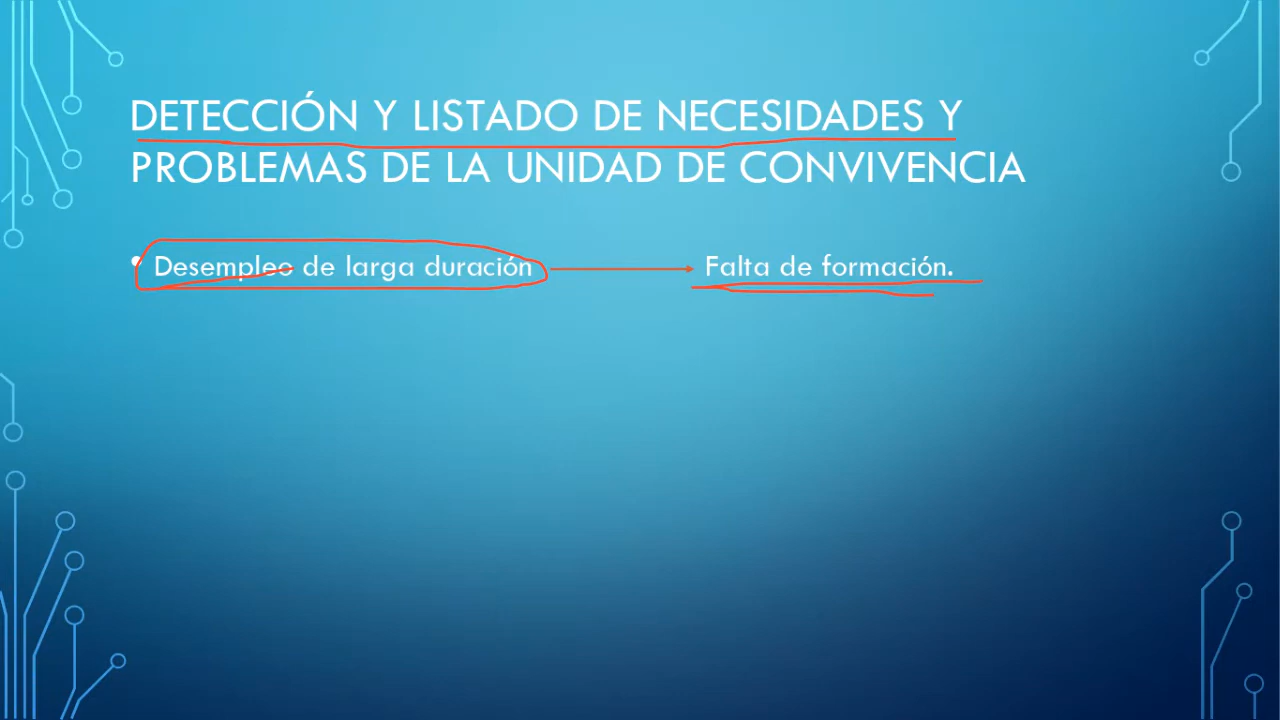 DETECCIÓN Y LISTADO DE NECESIDADES Y
PROBLEMAS DE LA UNIDAD DE CONVIVENCIA
• Desempleo de larga duración Falta de formación.